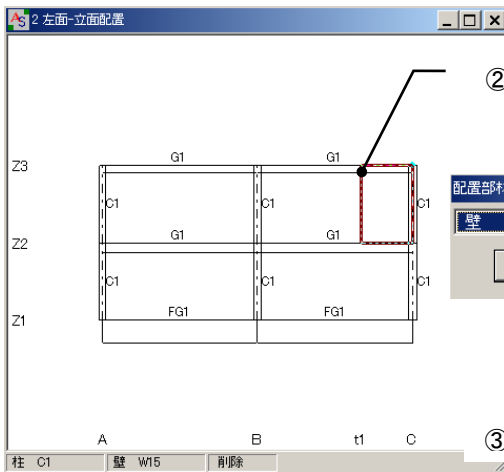 2 左面-立面配置
②
G1 G1
Z3
C1 C1 C1
配置部材
壁
G1 G1
Z2
C1 C1 C1
FG1 FG1
Z1
A B t1 C
③
柱 C1 壁 W15 削除